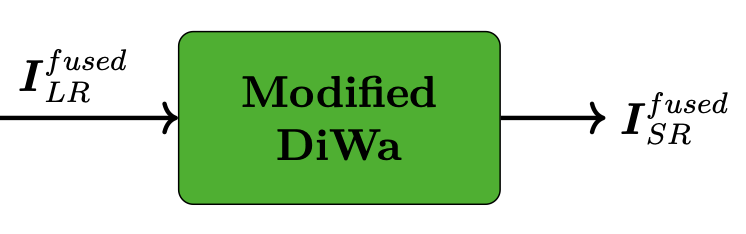 I_{LR}^{fused}
Modified
DiWa
I_{SR}^{fused}